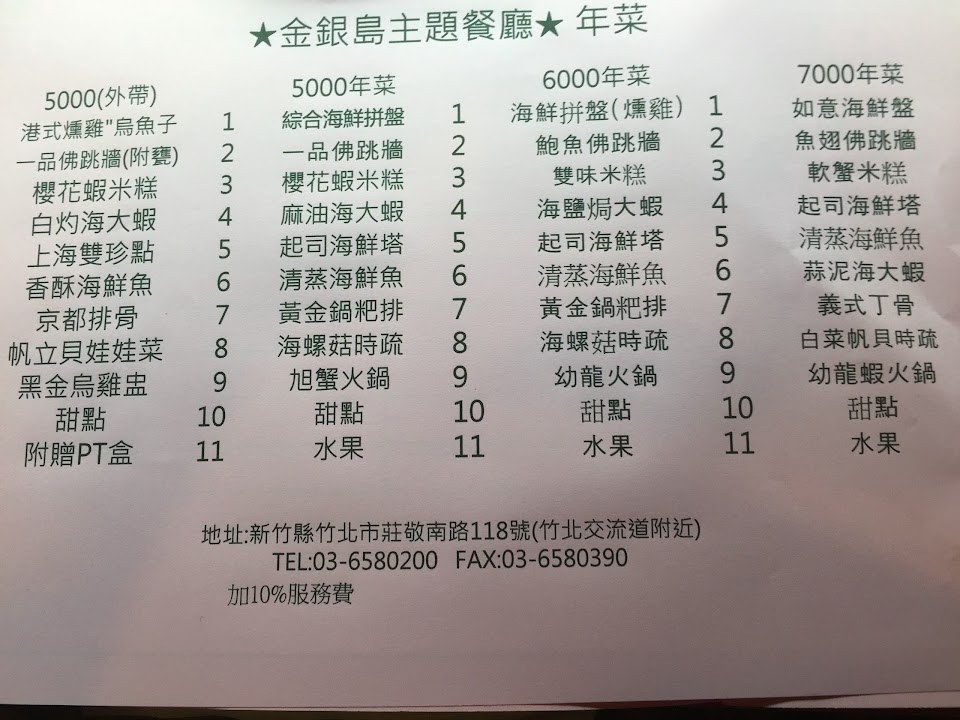 ★金銀島主題餐廳★ 年菜
5000(外帶) 5000年菜 6000年菜 7000年菜
港式燻雞"烏魚子 1 綜合海鮮拼盤 1 海鮮拼盤(燻雞) 1 如意海鮮盤
一品佛跳牆(附甕) 2 一品佛跳牆 2 鮑魚佛跳牆 2 魚翅佛跳牆
櫻花蝦米糕 3 櫻花蝦米糕 3 雙味米糕 3 軟蟹米糕
白灼海大蝦 4 麻油海大蝦 4 海鹽焗大蝦 4 起司海鮮塔
上海雙珍點 5 起司海鮮塔 5 起司海鮮塔 5 清蒸海鮮魚
香酥海鮮魚 6 清蒸海鮮魚 6 清蒸海鮮魚 6 蒜泥海大蝦
京都排骨 7 黃金鍋粑排 7 黃金鍋粑排 7 義式丁骨
帆立貝娃娃菜 8 海螺菇時疏 8 海螺菇時疏 8 白菜帆貝時疏
黑金烏雞盅 9 旭蟹火鍋 9 幼龍火鍋 9 幼龍蝦火鍋
甜點 10 甜點 10 甜點 10 甜點
附贈PT盒 11 水果 11 水果 11 水果
地址:新竹縣竹北市莊敬南路118號(竹北交流道附近)
TEL:03-6580200 FAX:03-6580390
加10%服務費